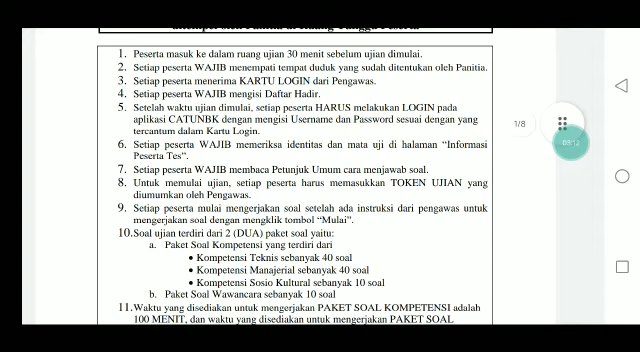 1. Peserta masuk ke dalam ruang ujian 30 menit sebelum ujian dimulai.
2. Setiap peserta WAJIB menempati tempat duduk yang sudah ditentukan oleh Panitia.
3. Setiap peserta menerima KARTU LOGIN dari Pengawas.
4. Setiap peserta WAJIB mengisi Daftar Hadir.
5. Setelah waktu ujian dimulai, setiap peserta HARUS melakukan LOGIN pada
aplikasi CATUNBK dengan mengisi Username dan Password sesuai dengan yang
tercantum dalam Kartu Login.
6. Setiap peserta WAJIB memeriksa identitas dan mata uji di halaman “Informasi
Peserta Tes”.
7. Setiap peserta WAJIB membaca Petunjuk Umum cara menjawab soal.
8. Untuk memulai ujian, setiap peserta harus memasukkan TOKEN UJIAN yang
diumumkan oleh Pengawas.
9. Setiap peserta mulai mengerjakan soal setelah ada instruksi dari pengawas untuk
mengerjakan soal dengan mengklik tombol “Mulai”.
10.Soal ujian terdiri dari 2 (DUA) paket soal yaitu:
a. Paket Soal Kompetensi yang terdiri dari
• Kompetensi Teknis sebanyak 40 soal
• Kompetensi Manajerial sebanyak 40 soal
• Kompetensi Sosio Kultural sebanyak 10 soal
b. Paket Soal Wawancara sebanyak 10 soal
11.Waktu yang disediakan untuk mengerjakan PAKET SOAL KOMPETENSI adalah
100 MENIT, dan waktu yang disediakan untuk mengerjakan PAKET SOAL
1/8
03:12